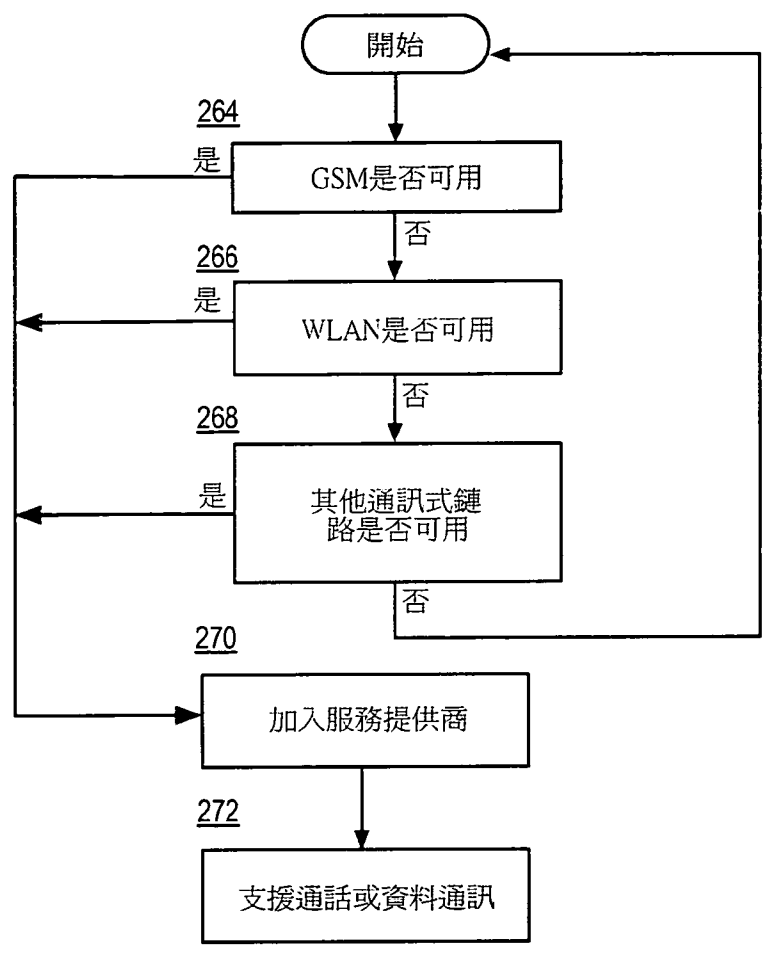 開始
264
是
GSM是否可用
否
266
是
WLAN是否可用
否
268
是
其他通訊式鏈
路是否可用
否
270
加入服務提供商
272
支援通話或資料通訊